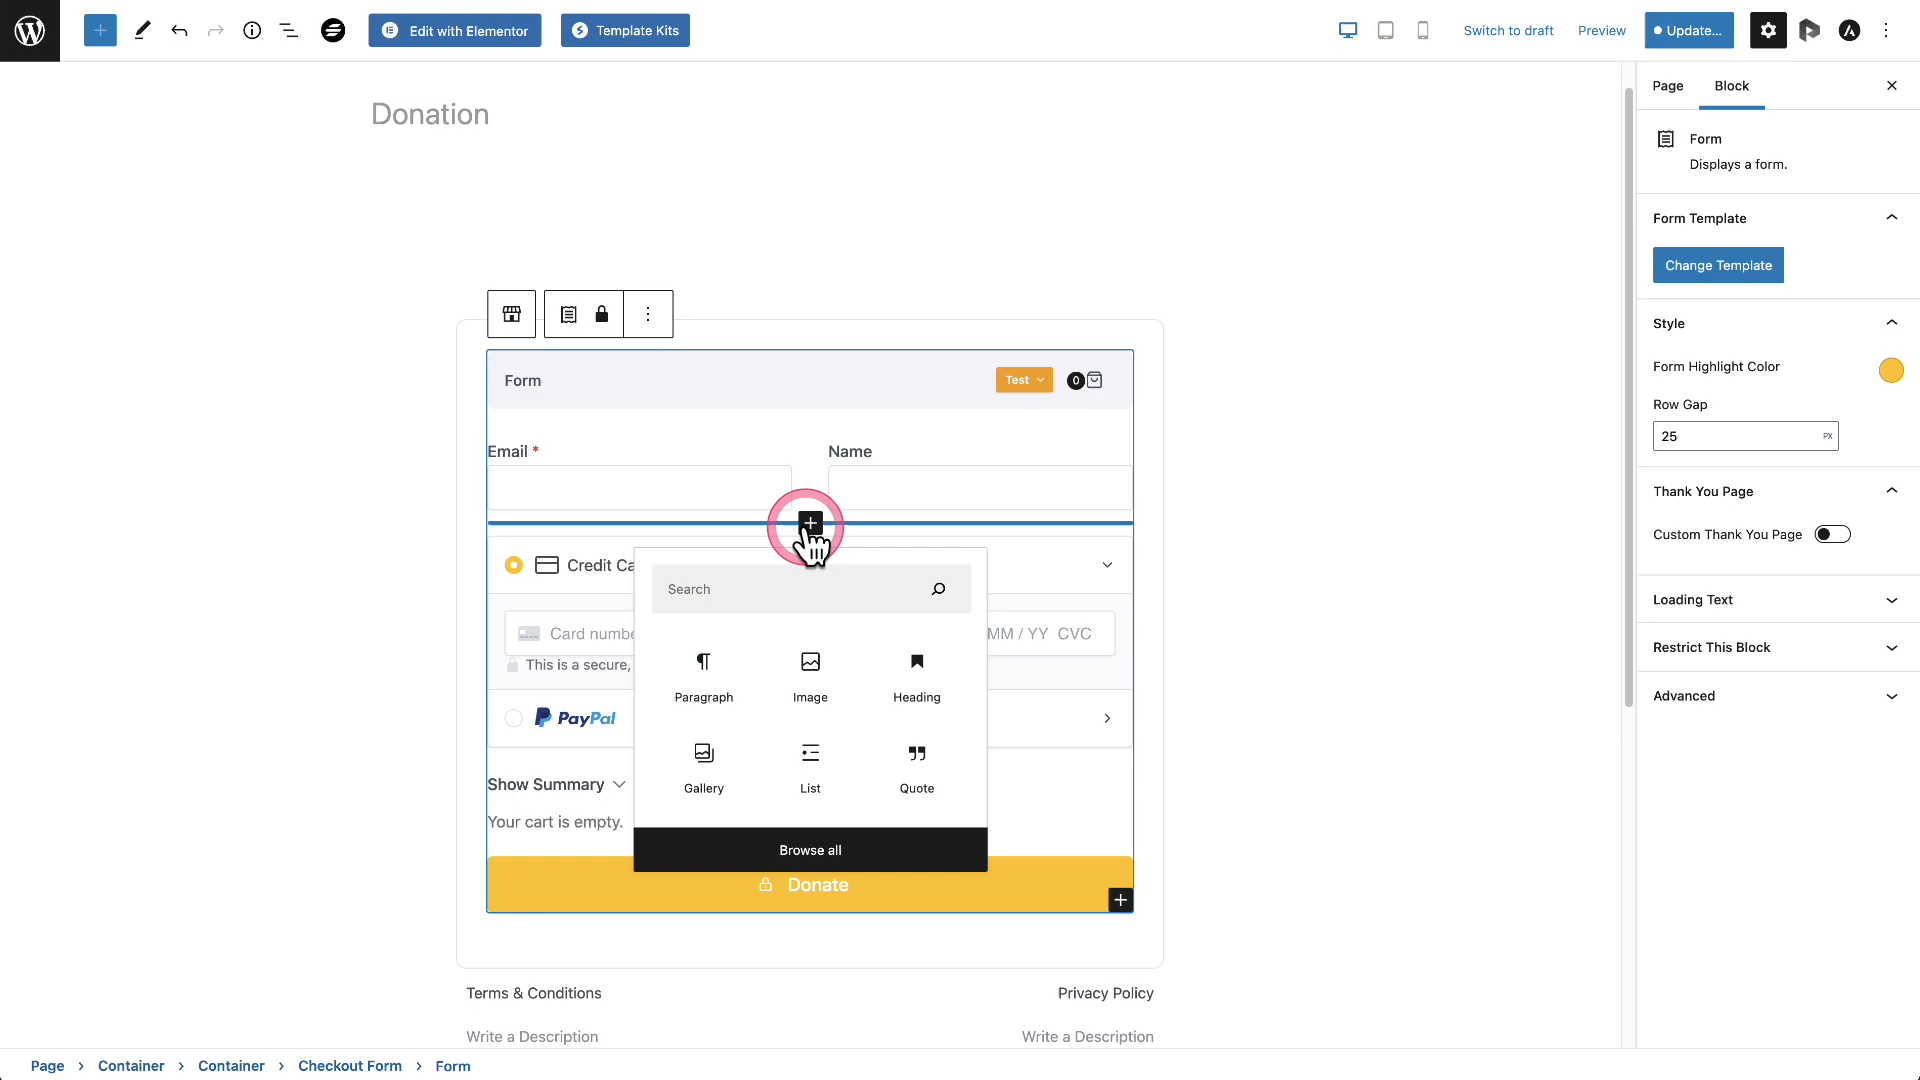 Edit with Elementor
Template Kits
Switch to draft
Preview
Update...
Donation
Page
Block
Form
Displays a form.
Form Template
Change Template
Style
Form Highlight Color
Row Gap
25
PX
Thank You Page
Custom Thank You Page
Loading Text
Restrict This Block
Advanced
Form
Test
0
Email *
Name
Credit Ca
Search
Card numbe
MM / YY CVC
This is a secure,
Paragraph
Image
Heading
PayPal
Gallery
List
Quote
Show Summary
Your cart is empty.
Browse all
Donate
Terms & Conditions
Privacy Policy
Write a Description
Write a Description
Page
Container
Container
Checkout Form
Form